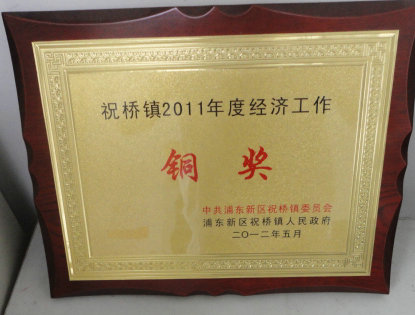 祝桥镇2011年度经济工作
铜奖
中共浦东新区祝桥镇委员会
浦东新区祝桥镇人民政府
二〇一二年五月